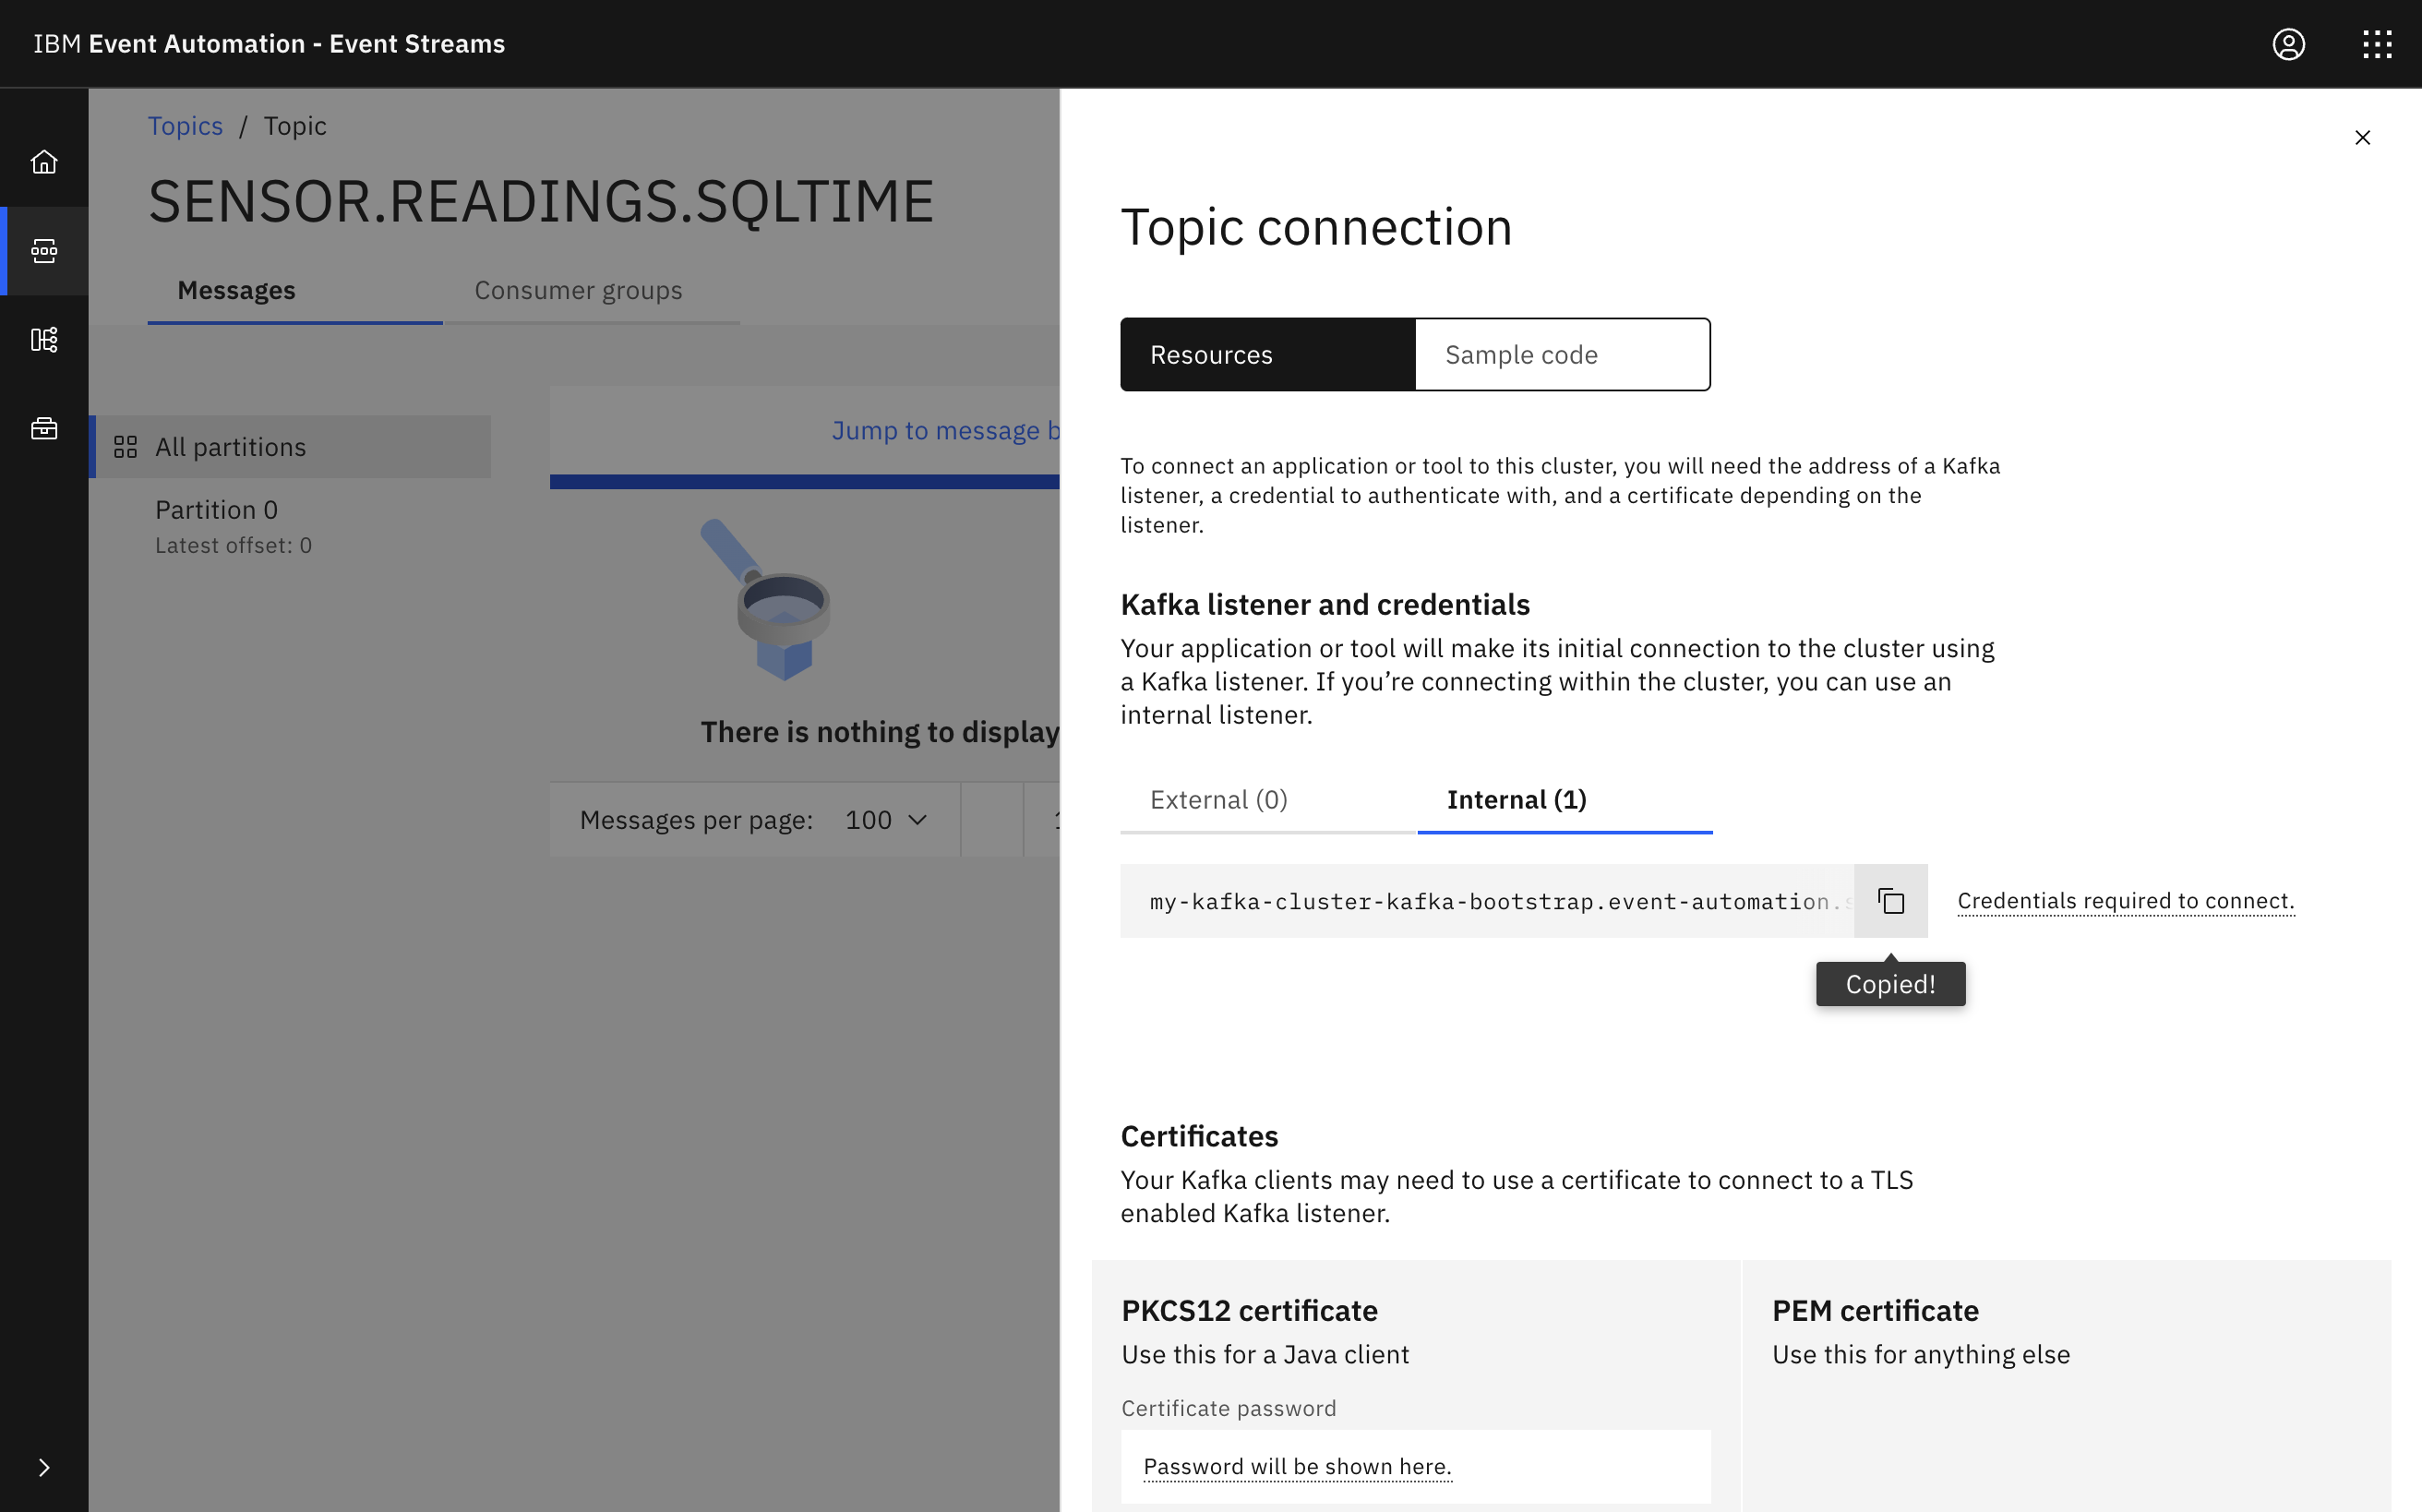 IBM Event Automation - Event Streams
Topics / Topic
SENSOR.READINGS.SQLTIME
Messages
Consumer groups
All partitions
Partition 0
Latest offset: 0
Jump to message
There is nothing to display
Messages per page: 100
Topic connection
Resources
Sample code
To connect an application or tool to this cluster, you will need the address of a Kafka
listener, a credential to authenticate with, and a certificate depending on the
listener.
Kafka listener and credentials
Your application or tool will make its initial connection to the cluster using
a Kafka listener. If you’re connecting within the cluster, you can use an
internal listener.
External (0)
Internal (1)
my-kafka-cluster-kafka-bootstrap.event-automation.s
Credentials required to connect.
Copied!
Certificates
Your Kafka clients may need to use a certificate to connect to a TLS
enabled Kafka listener.
PKCS12 certificate
Use this for a Java client
Certificate password
Password will be shown here.
PEM certificate
Use this for anything else